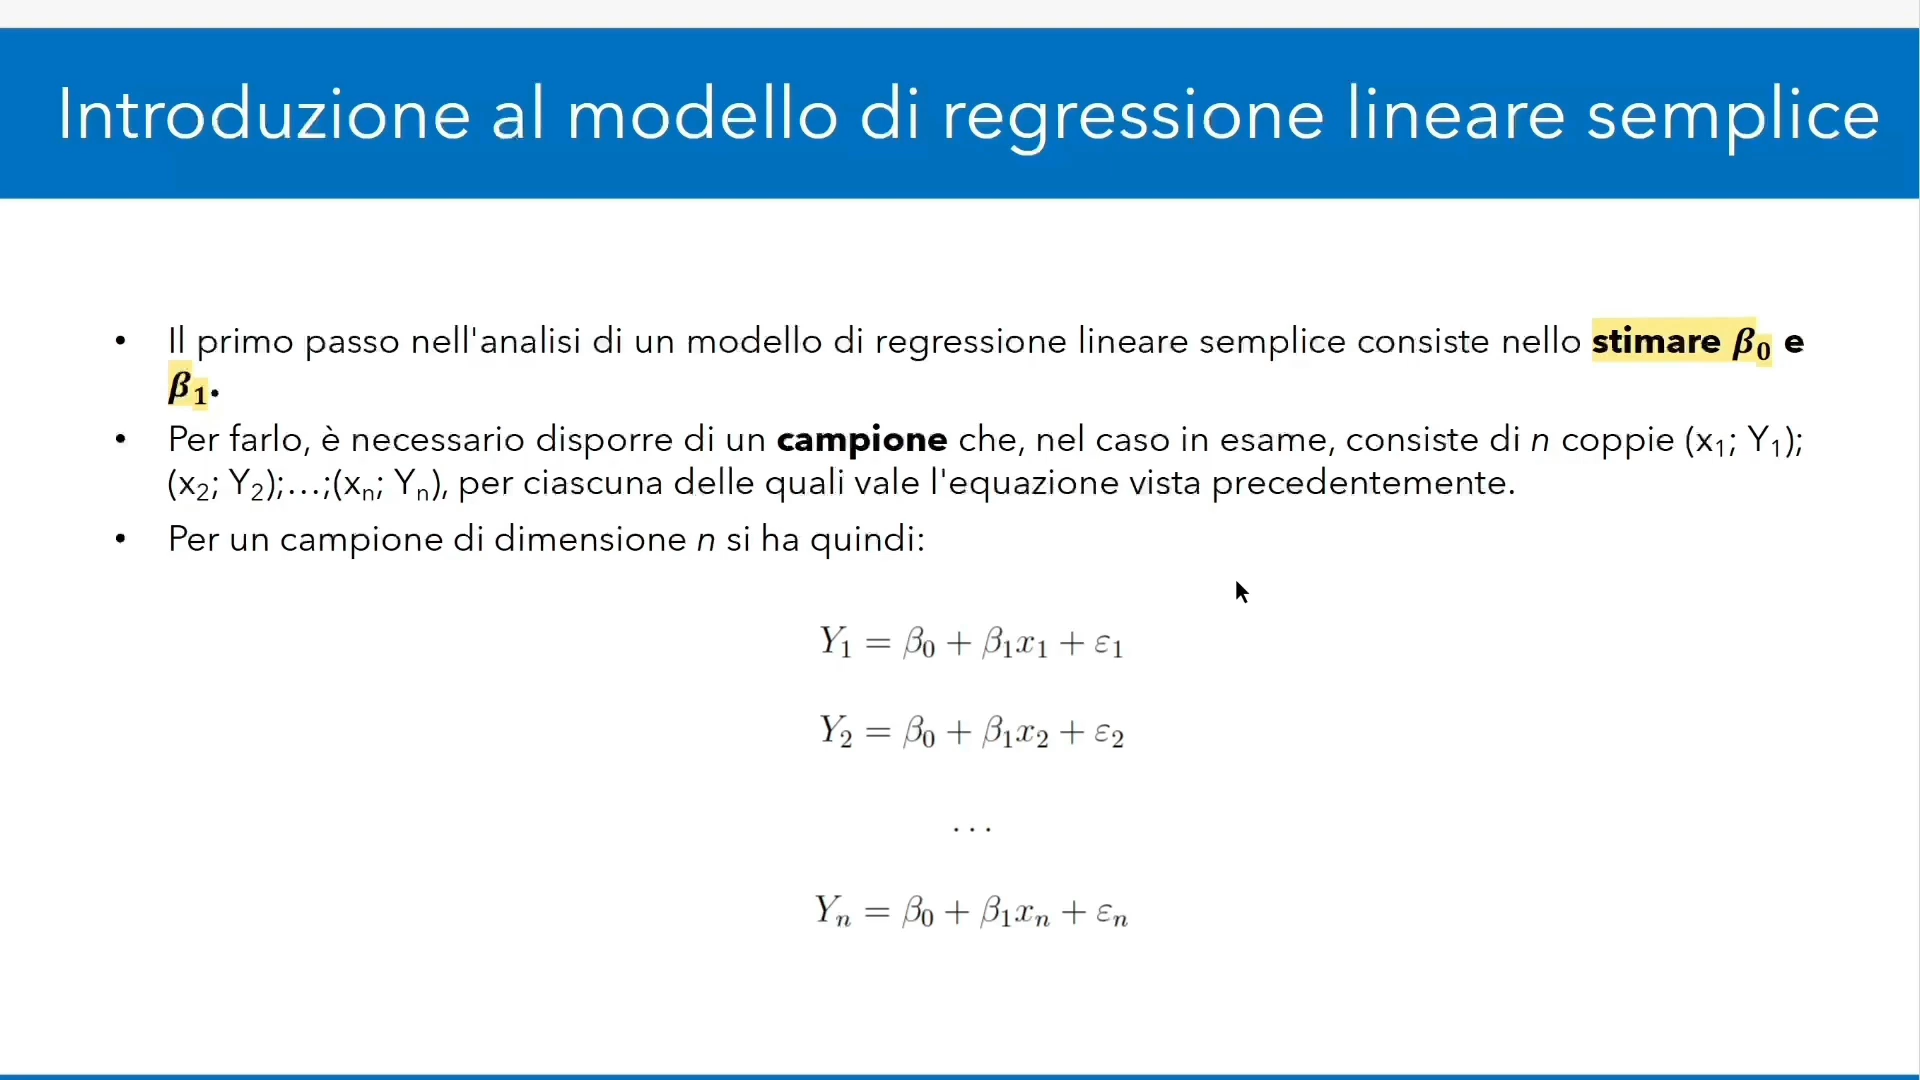 Introduzione al modello di regressione lineare semplice
• Il primo passo nell'analisi di un modello di regressione lineare semplice consiste nello stimare β₀ e
β₁.
• Per farlo, è necessario disporre di un campione che, nel caso in esame, consiste di n coppie (x₁; Y₁);
(x₂; Y₂);…;(xₙ; Yₙ), per ciascuna delle quali vale l'equazione vista precedentemente.
• Per un campione di dimensione n si ha quindi:
Y₁ = β₀ + β₁x₁ + ε₁
Y₂ = β₀ + β₁x₂ + ε₂
...
Yₙ = β₀ + β₁xₙ + εₙ